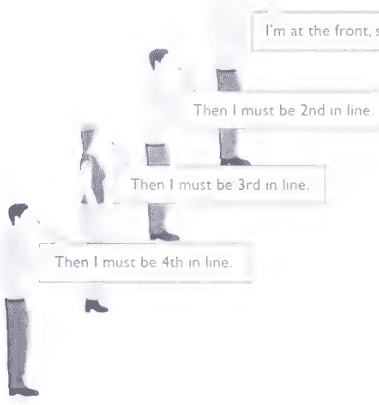 I'm at the front, s
Then I must be 2nd in line.
Then I must be 3rd in line.
Then I must be 4th in line.